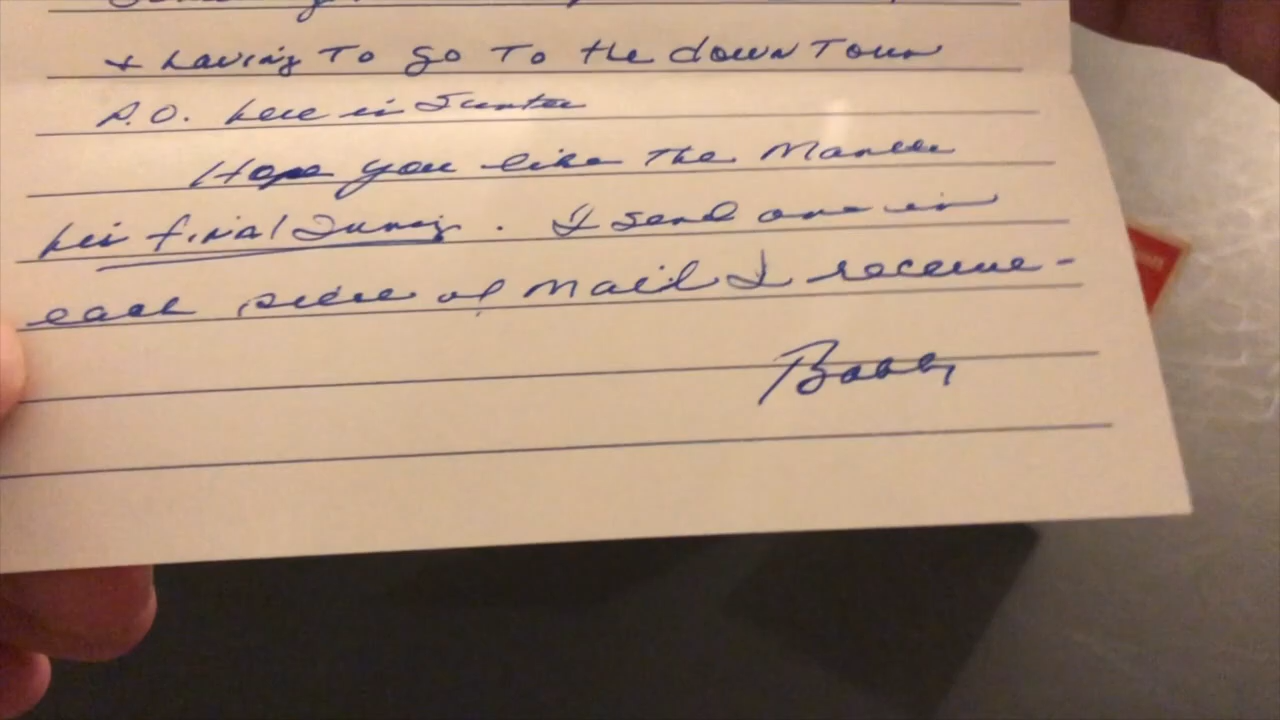 + having To go To the down Town
P.O. here in Sumter
Hope you like The Mantle
his final Inning. I send one in
each piece of Mail I receive-
Bobby